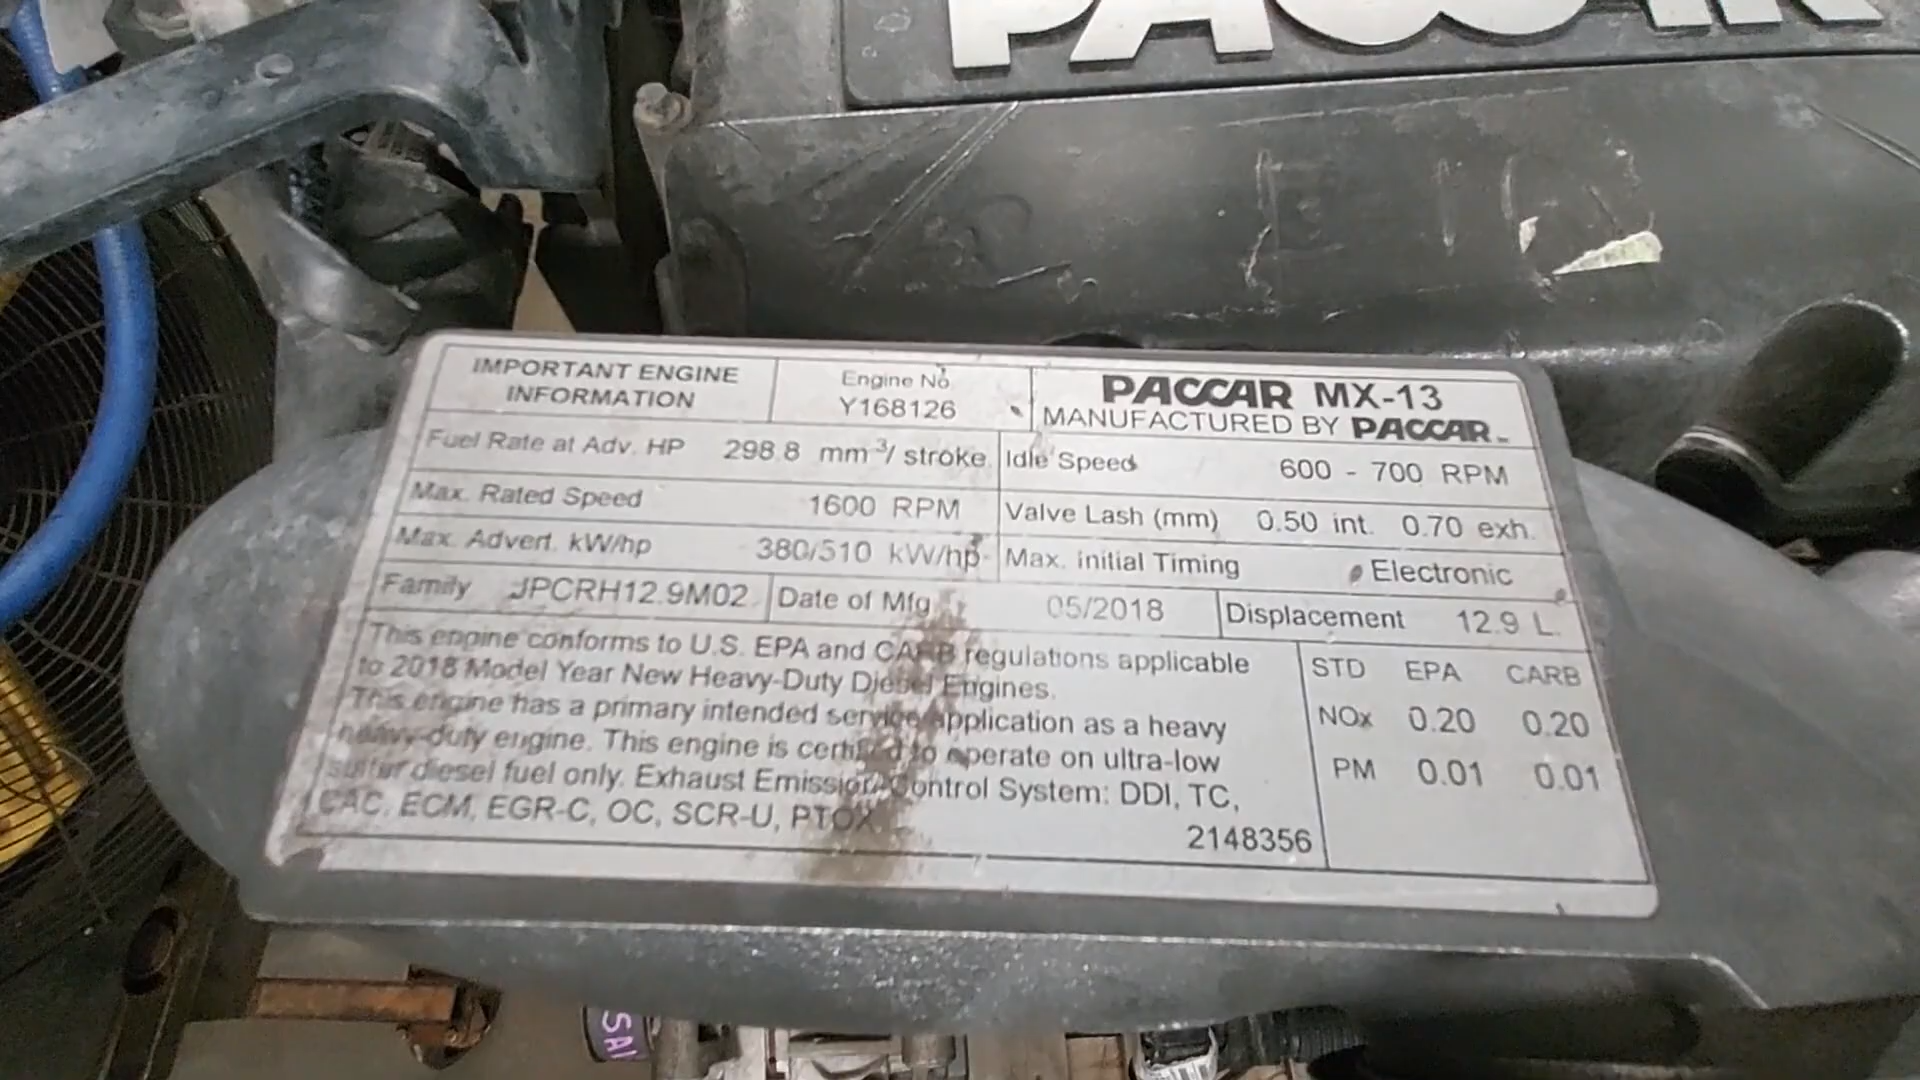 PACCAR
IMPORTANT ENGINE
INFORMATION
Engine No.
Y168126
PACCAR MX-13
MANUFACTURED BY PACCAR
Fuel Rate at Adv. HP 298.8 mm³/ stroke
Idle Speed 600 - 700 RPM
Max. Rated Speed 1600 RPM
Valve Lash (mm) 0.50 int. 0.70 exh.
Max. Advert. kW/hp 380/510 kW/hp
Max. Initial Timing Electronic
Family JPCRH12.9M02
Date of Mfg 05/2018
Displacement 12.9 L.
This engine conforms to U.S. EPA and CARB regulations applicable
to 2018 Model Year New Heavy-Duty Diesel Engines.
This engine has a primary intended service application as a heavy
heavy-duty engine. This engine is certified to operate on ultra-low
sulfur diesel fuel only. Exhaust Emission Control System: DDI, TC,
CAC, ECM, EGR-C, OC, SCR-U, PTOX
2148356
STD EPA CARB
NOx 0.20 0.20
PM 0.01 0.01